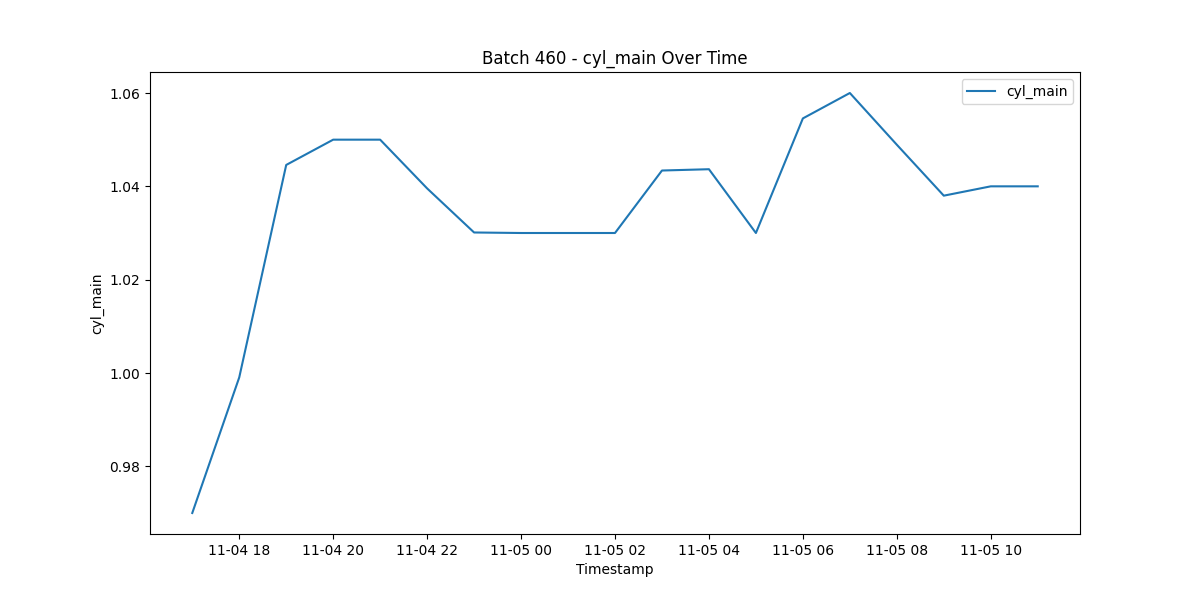 Batch 460 - cyl_main Over Time
cyl_main
1.06
1.04
1.02
1.00
0.98
cyl_main
11-04 18 11-04 20 11-04 22 11-05 00 11-05 02 11-05 04 11-05 06 11-05 08 11-05 10
Timestamp